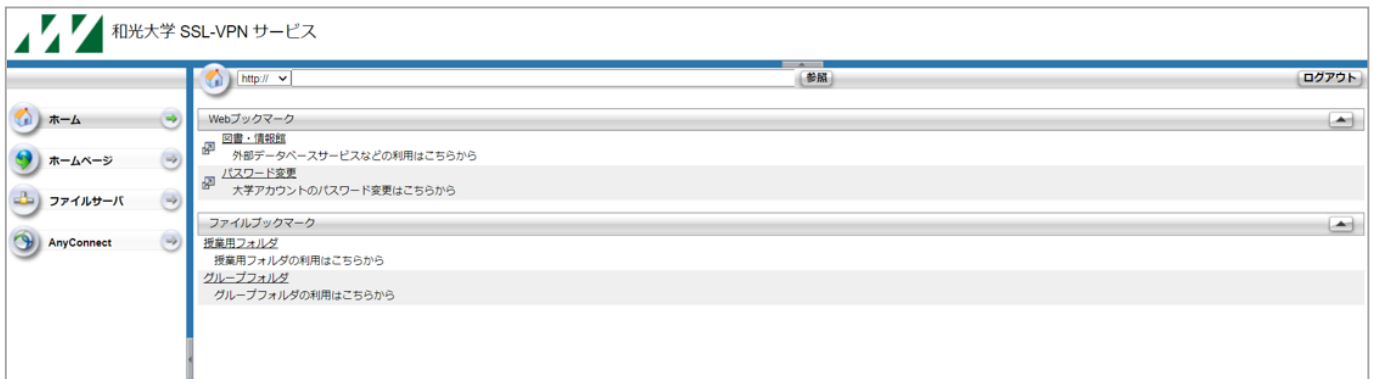 和光大学 SSL-VPN サービス
http://
参照
ログアウト
ホーム
ホームページ
ファイルサーバ
AnyConnect
Webブックマーク
図書・情報館
外部データベースサービスなどの利用はこちらから
パスワード変更
大学アカウントのパスワード変更はこちらから
ファイルブックマーク
授業用フォルダ
授業用フォルダの利用はこちらから
グループフォルダ
グループフォルダの利用はこちらから